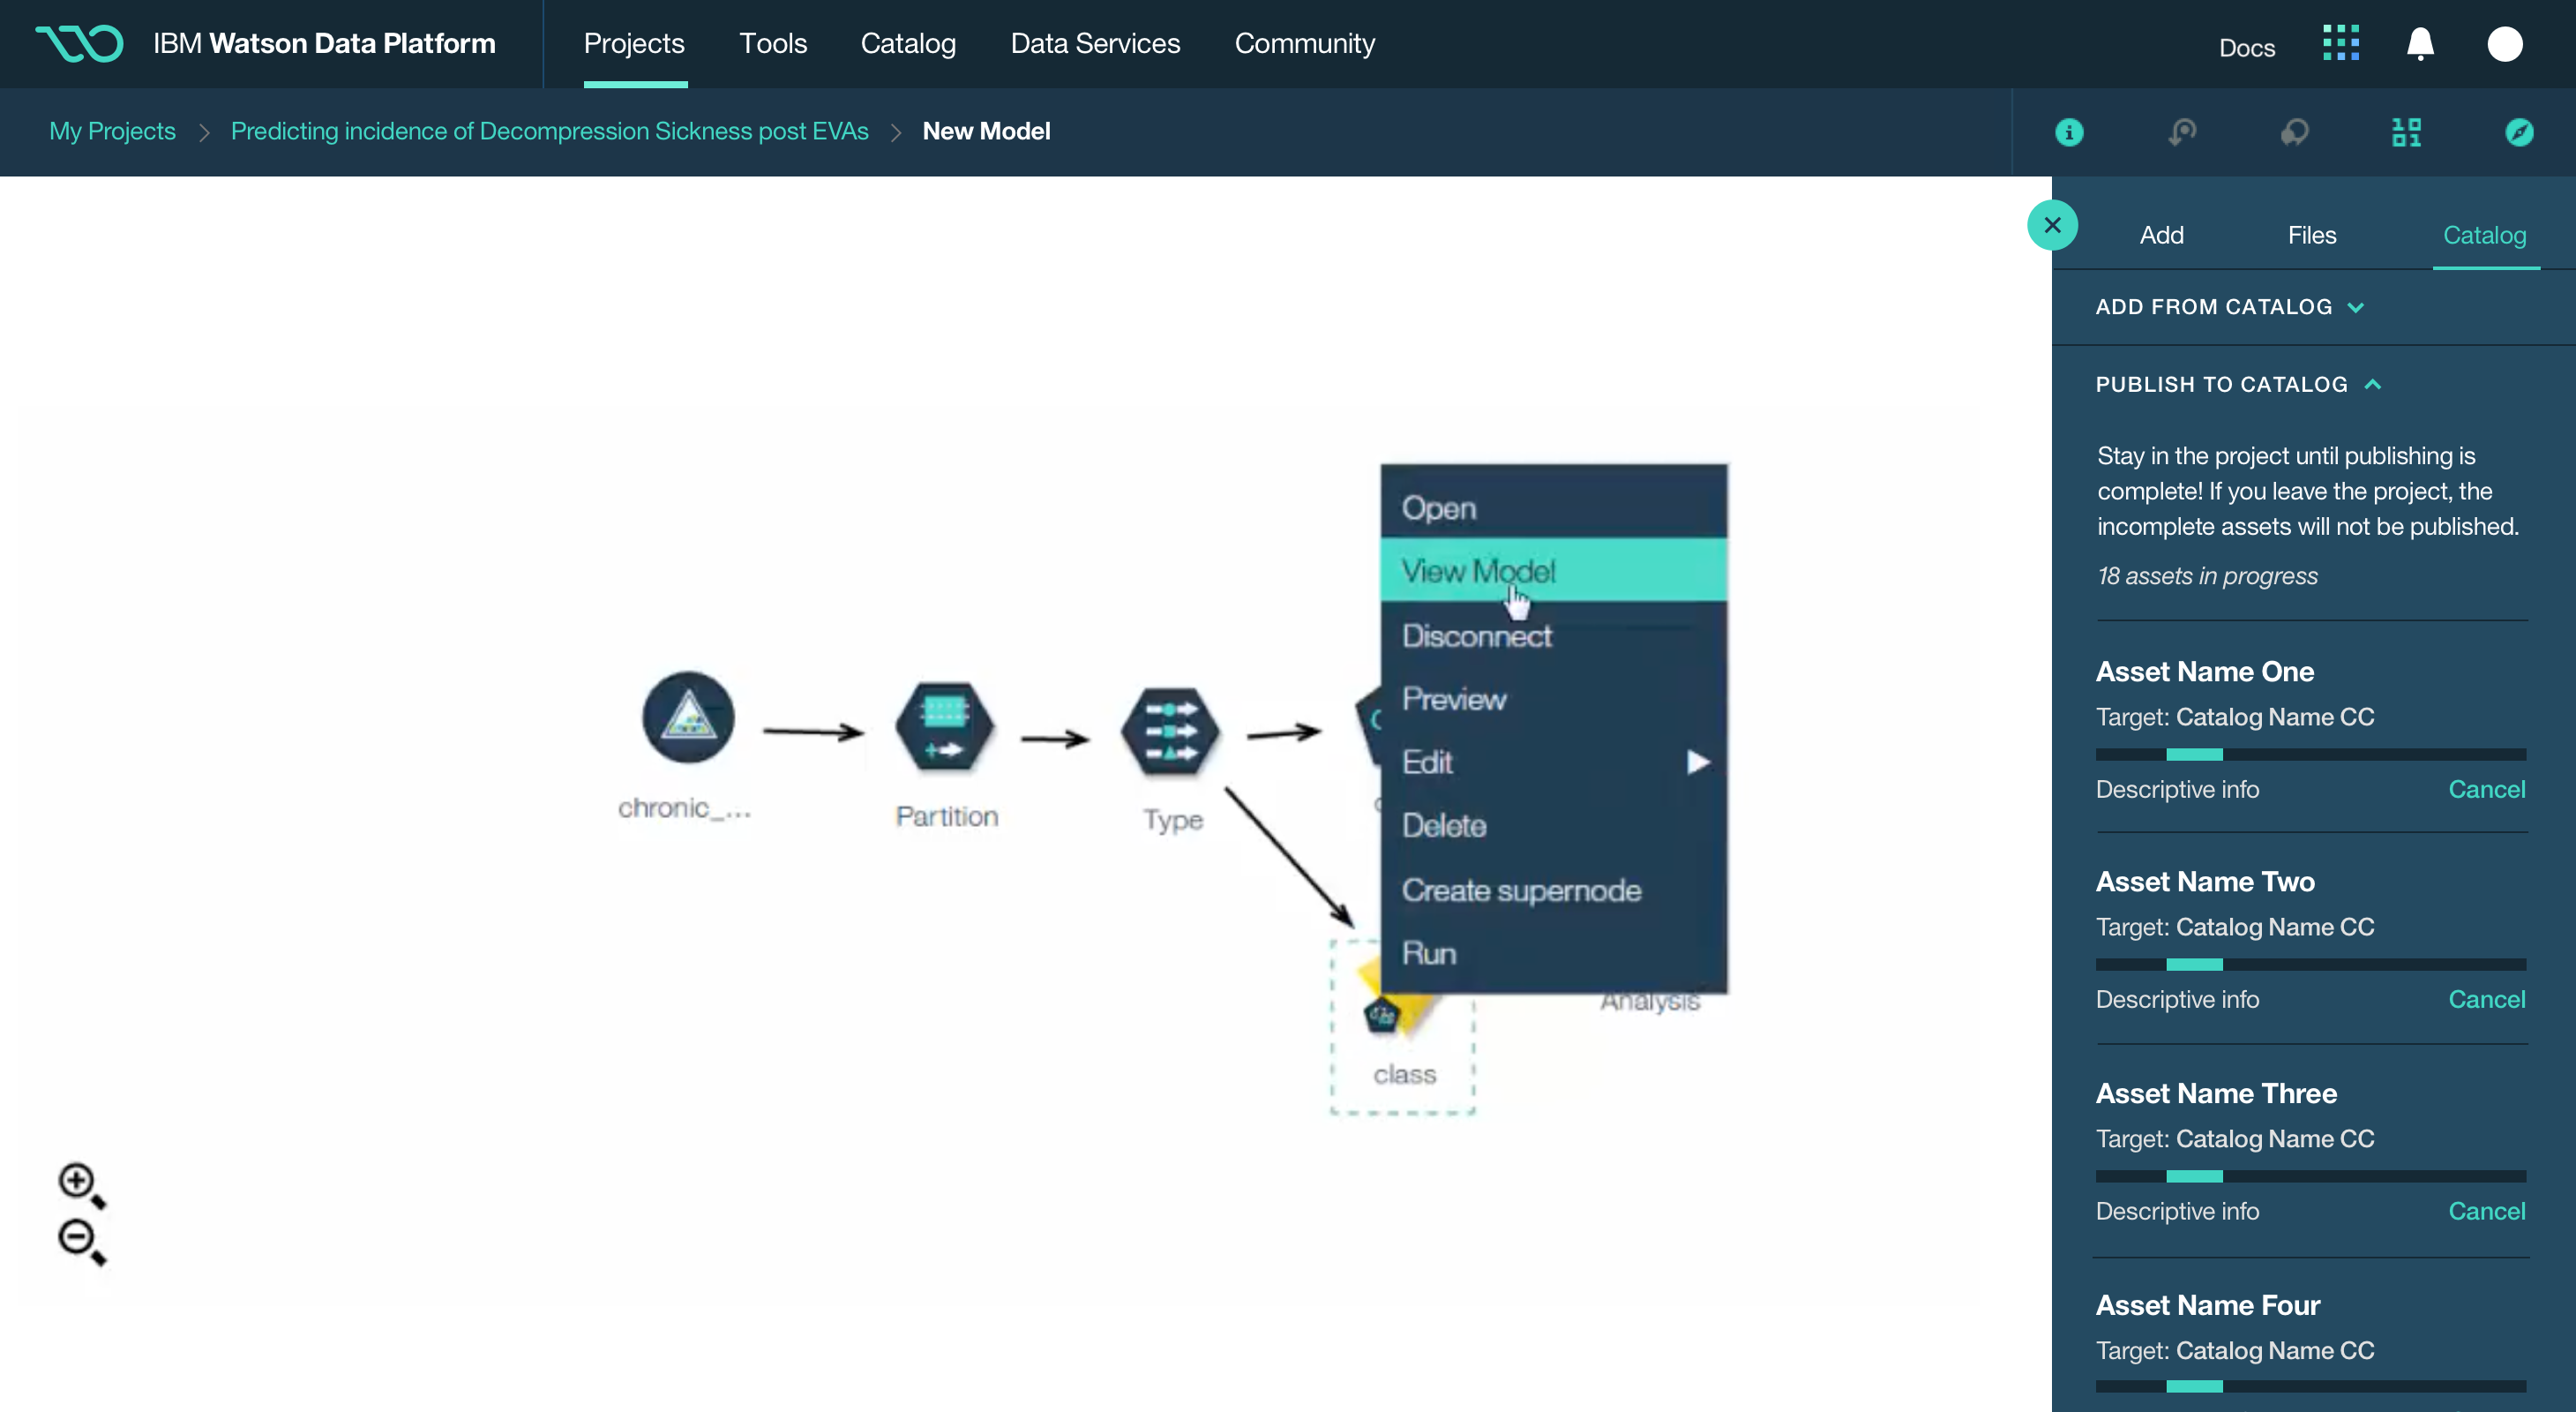 IBM Watson Data Platform
Projects
Tools
Catalog
Data Services
Community
Docs
My Projects
Predicting incidence of Decompression Sickness post EVAs
New Model
Add
Files
Catalog
ADD FROM CATALOG
PUBLISH TO CATALOG
Stay in the project until publishing is
complete! If you leave the project, the
incomplete assets will not be published.
18 assets in progress
Asset Name One
Target: Catalog Name CC
Descriptive info
Cancel
Asset Name Two
Target: Catalog Name CC
Descriptive info
Cancel
Asset Name Three
Target: Catalog Name CC
Descriptive info
Cancel
Asset Name Four
Target: Catalog Name CC
Open
View Model
Disconnect
Preview
Edit
Delete
Create supernode
Run
chronic_...
Partition
Type
Analysis
class